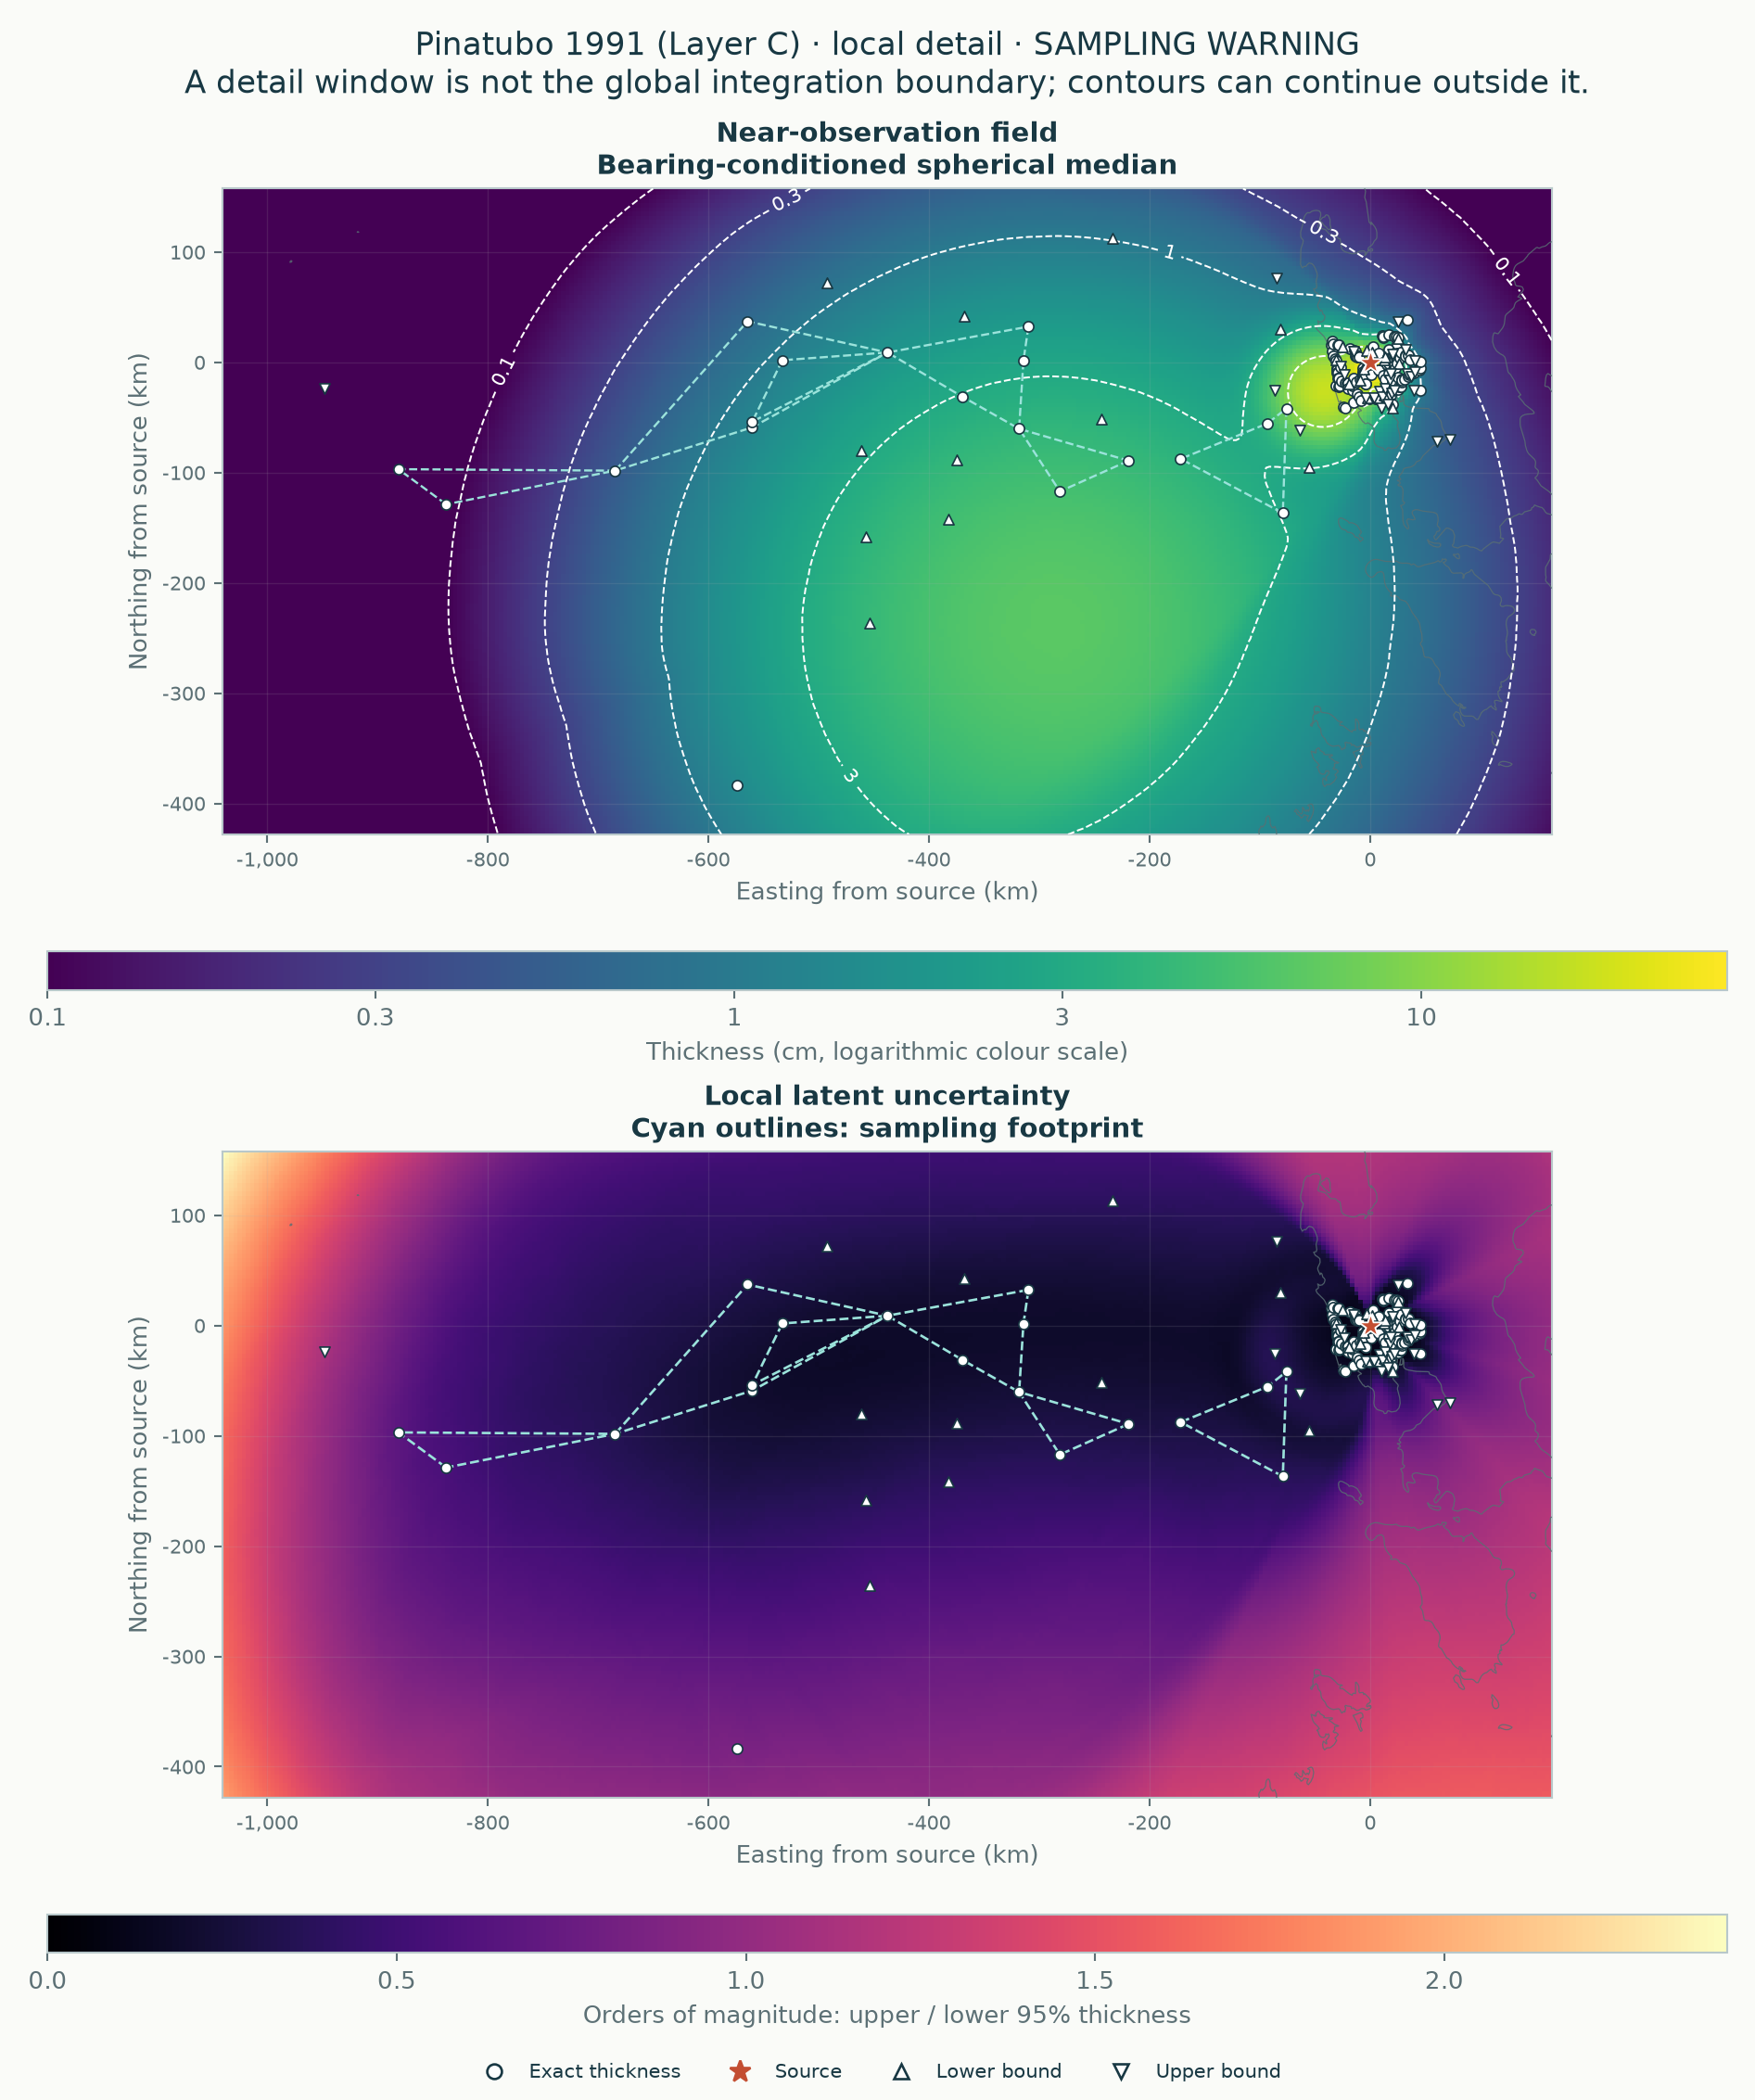 Pinatubo 1991 (Layer C) · local detail · SAMPLING WARNING
A detail window is not the global integration boundary; contours can continue outside it.
Near-observation field
Bearing-conditioned spherical median
Northing from source (km)
100
0
-100
-200
-300
-400
0.1
0.3
1
3
0.3
0.1
-1,000
-800
-600
-400
-200
0
Easting from source (km)
0.1
0.3
1
3
10
Thickness (cm, logarithmic colour scale)
Local latent uncertainty
Cyan outlines: sampling footprint
Northing from source (km)
100
0
-100
-200
-300
-400
-1,000
-800
-600
-400
-200
0
Easting from source (km)
0.0
0.5
1.0
1.5
2.0
Orders of magnitude: upper / lower 95% thickness
Exact thickness
Source
Lower bound
Upper bound